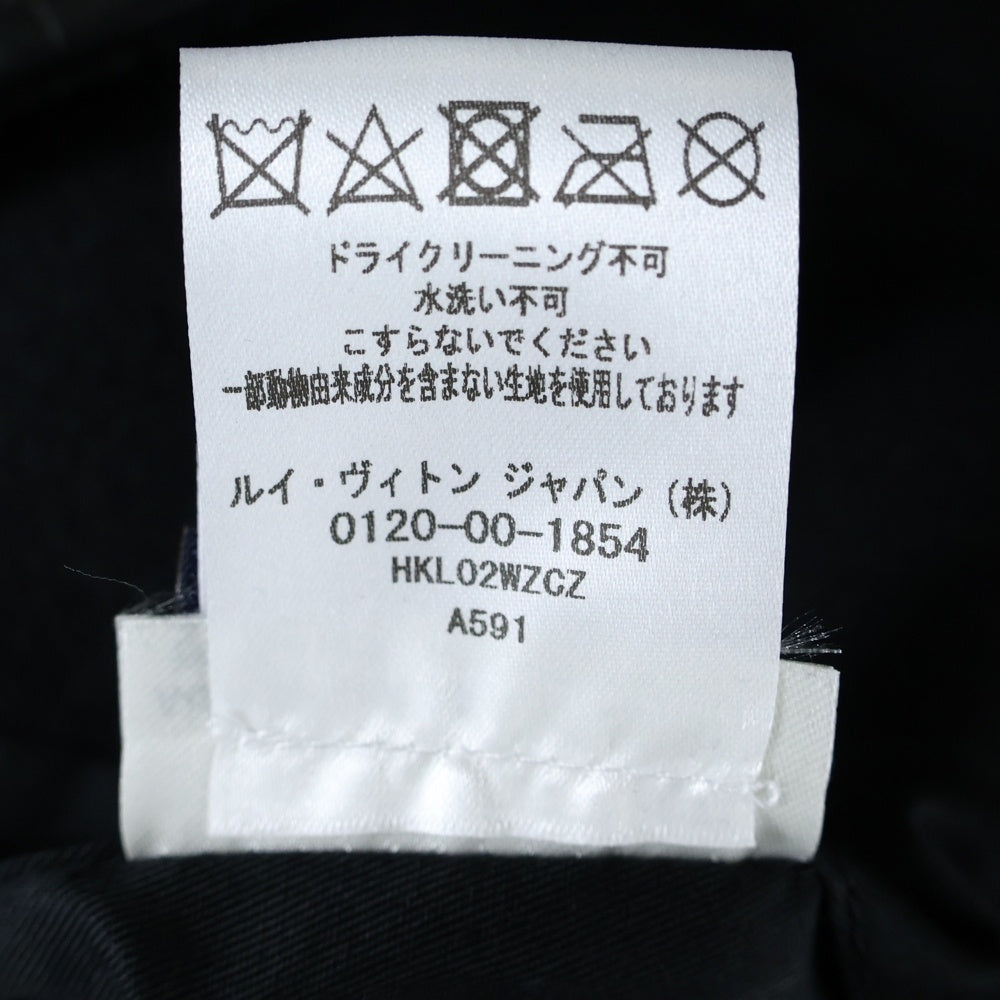 ドライクリーニング不可
水洗い不可
こすらないでください
一部動物由来成分を含まない生地を使用しております
ルイ・ヴィトン ジャパン (株)
0120-00-1854
HKL02WZCZ
A591